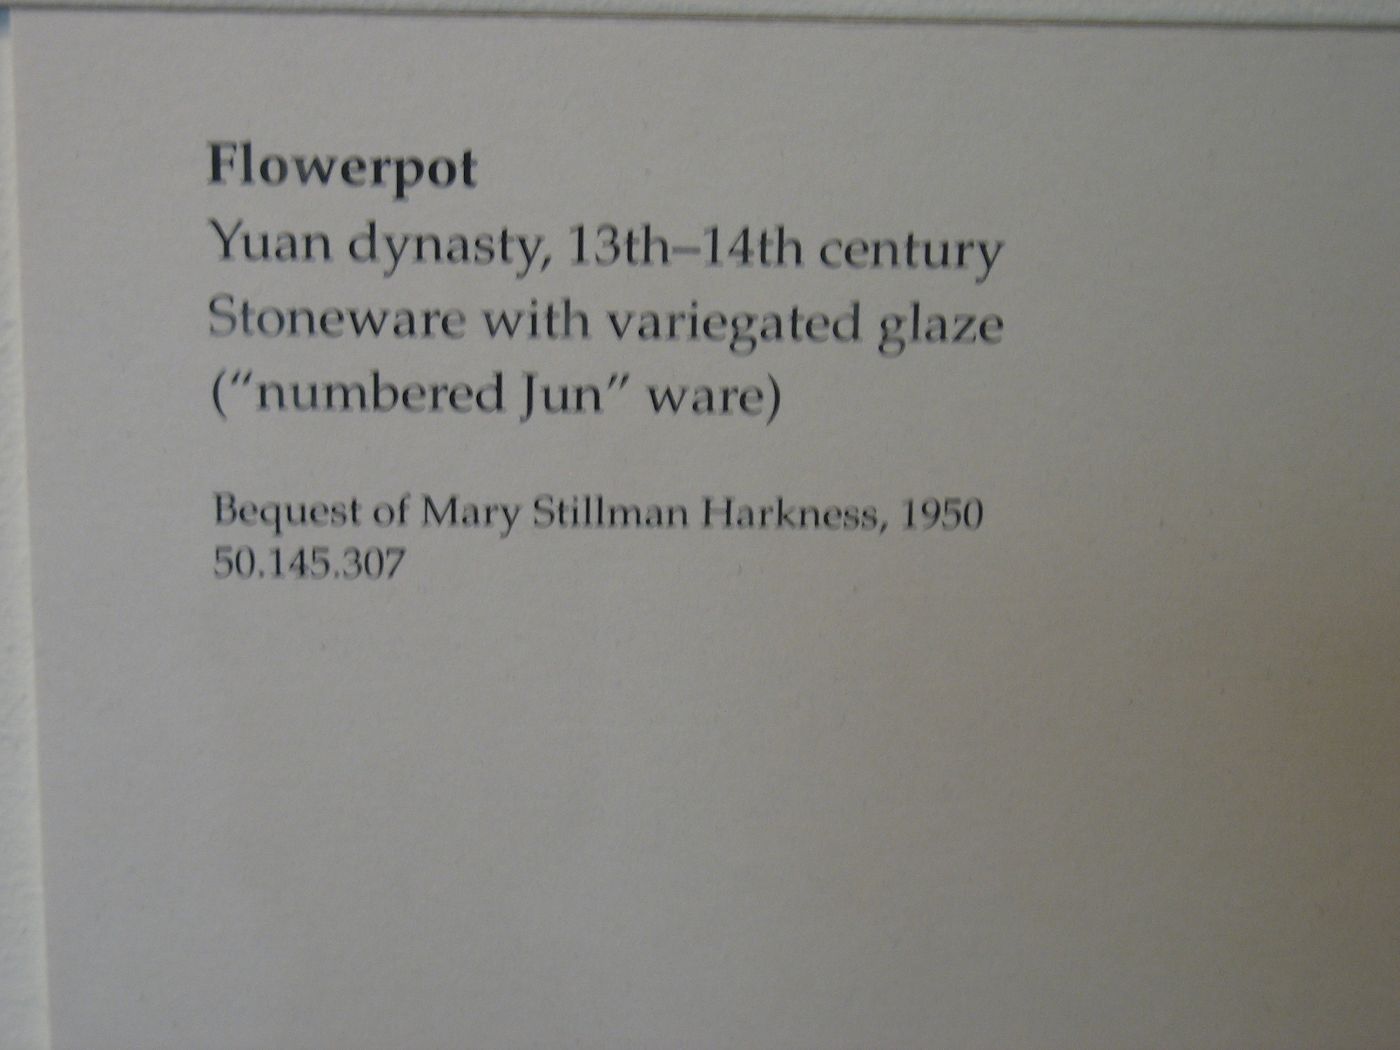 Flowerpot
Yuan dynasty, 13th–14th century
Stoneware with variegated glaze
(“numbered Jun” ware)
Bequest of Mary Stillman Harkness, 1950
50.145.307